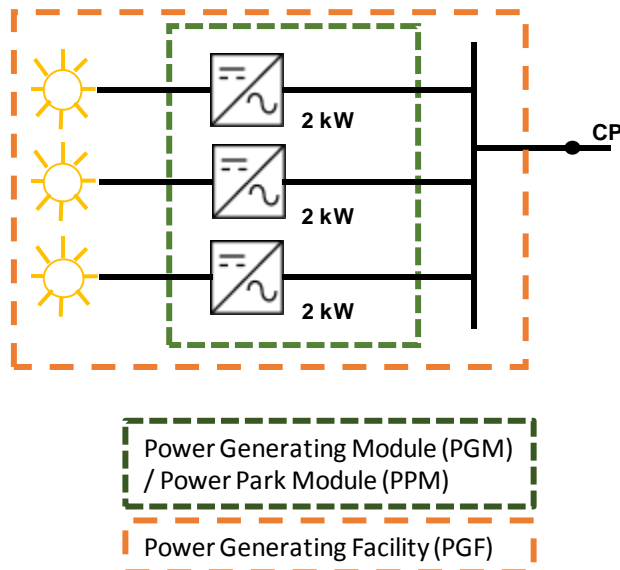 CP
2 kW
2 kW
2 kW
Power Generating Module (PGM)
/ Power Park Module (PPM)
Power Generating Facility (PGF)